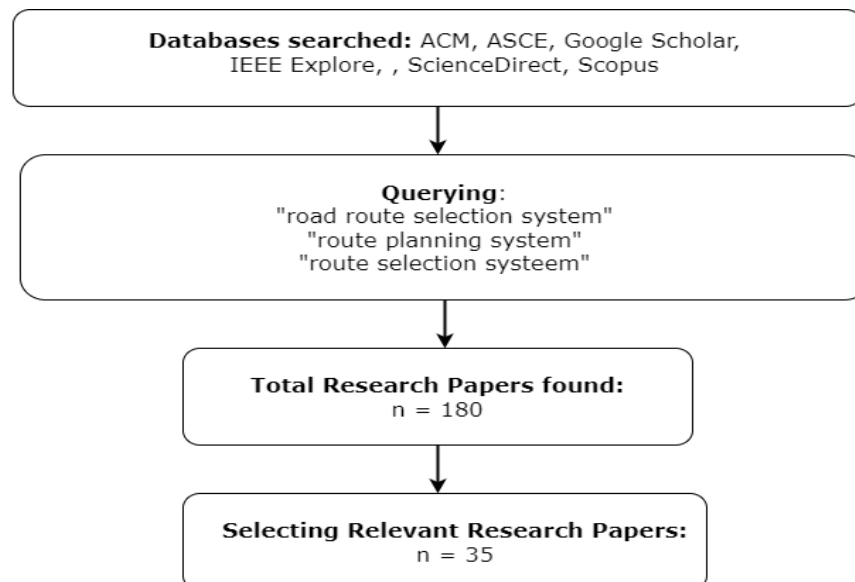 Databases searched: ACM, ASCE, Google Scholar,
IEEE Explore, , ScienceDirect, Scopus
Querying:
"road route selection system"
"route planning system"
"route selection systeem"
Total Research Papers found:
n = 180
Selecting Relevant Research Papers:
n = 35